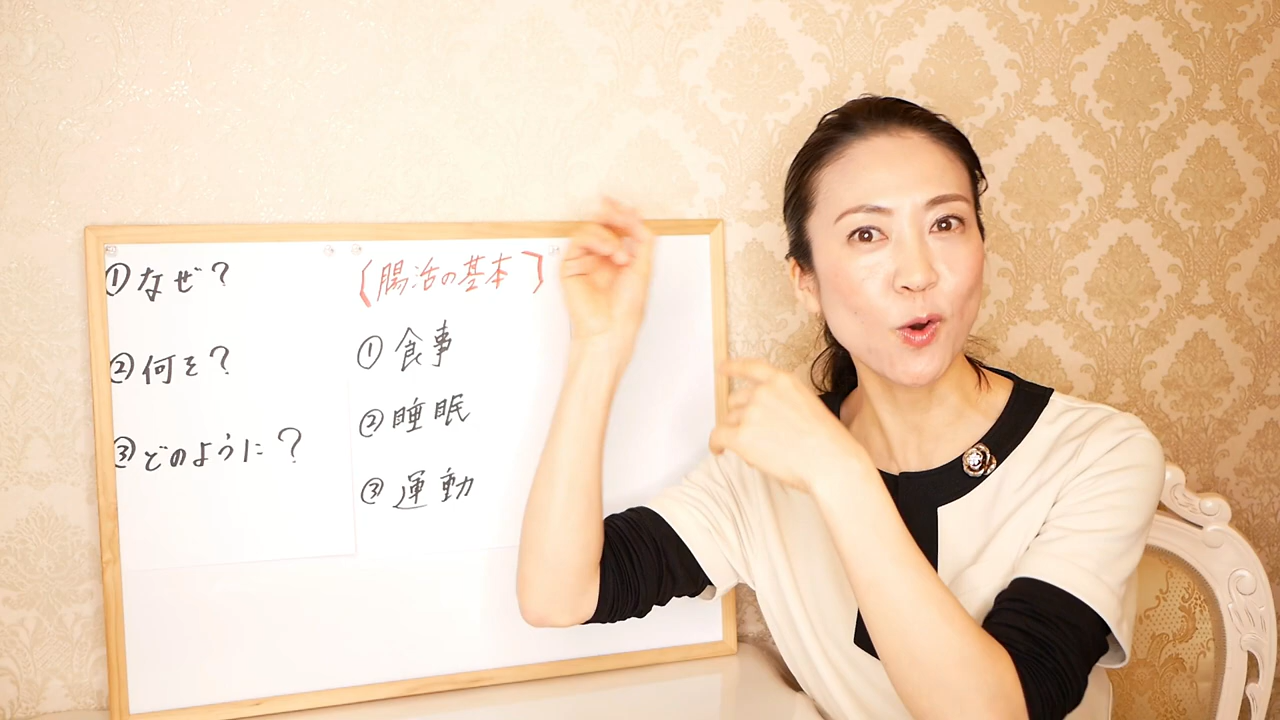 ①なぜ?
②何を?
③どのように?
〔腸活の基本〕
①食事
②睡眠
③運動